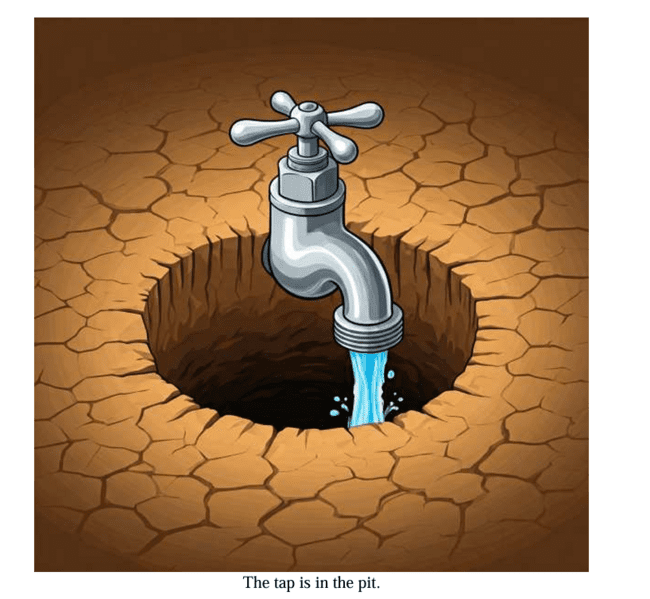 The tap is in the pit.